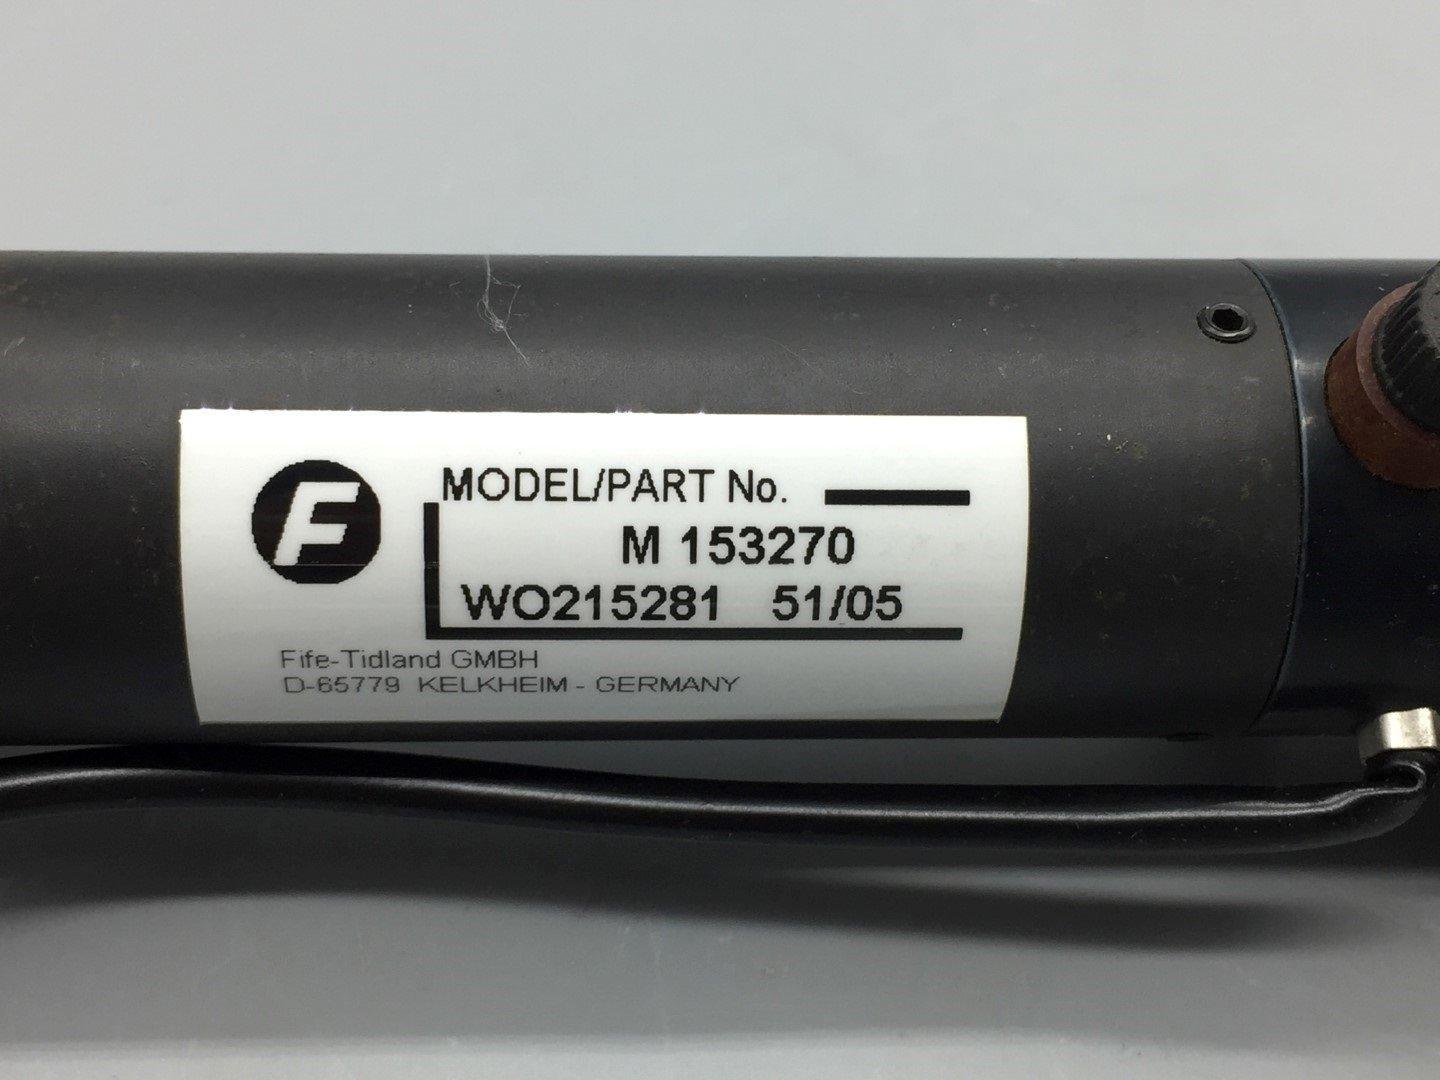 F
MODEL/PART No.
M 153270
WO215281 51/05
Fife-Tidland GMBH
D-65779 KELKHEIM - GERMANY